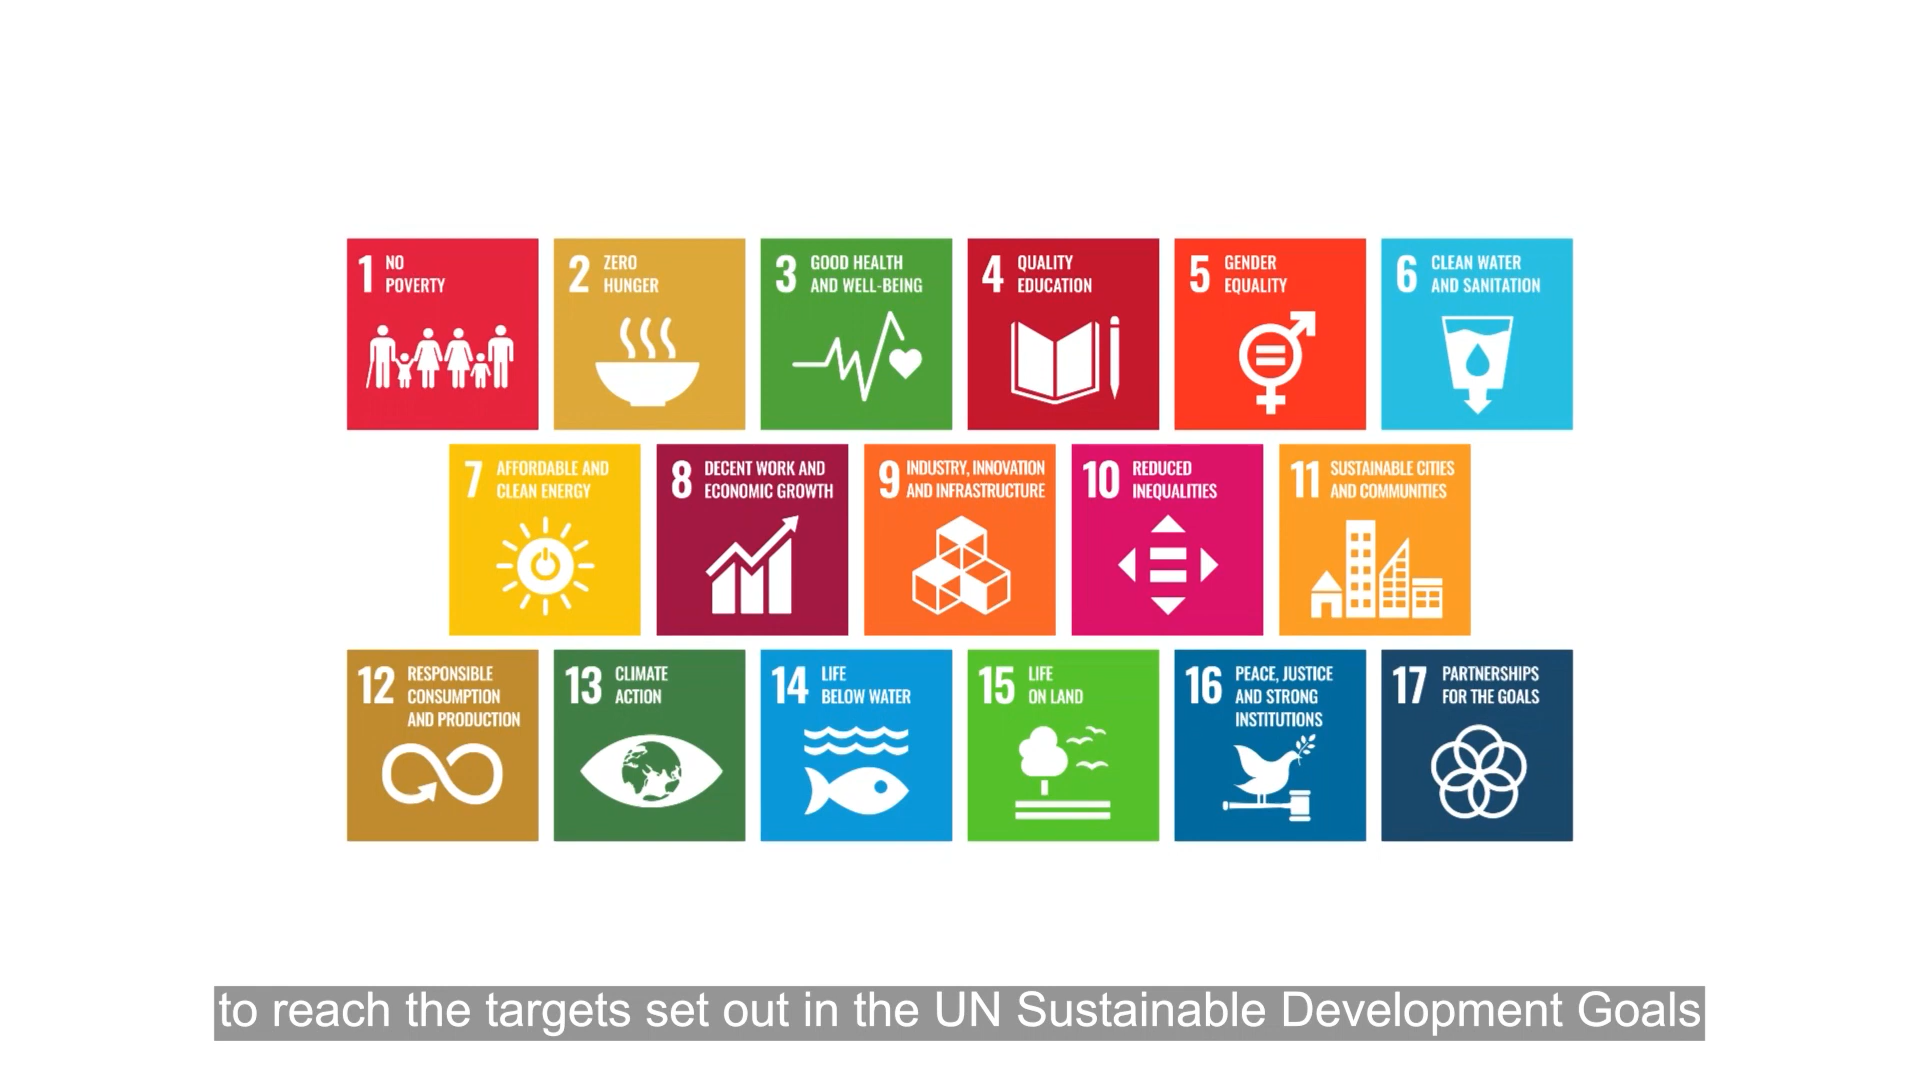 1 NO
POVERTY
2 ZERO
HUNGER
3 GOOD HEALTH
AND WELL-BEING
4 QUALITY
EDUCATION
5 GENDER
EQUALITY
6 CLEAN WATER
AND SANITATION
7 AFFORDABLE AND
CLEAN ENERGY
8 DECENT WORK AND
ECONOMIC GROWTH
9 INDUSTRY, INNOVATION
AND INFRASTRUCTURE
10 REDUCED
INEQUALITIES
11 SUSTAINABLE CITIES
AND COMMUNITIES
12 RESPONSIBLE
CONSUMPTION
AND PRODUCTION
13 CLIMATE
ACTION
14 LIFE
BELOW WATER
15 LIFE
ON LAND
16 PEACE, JUSTICE
AND STRONG
INSTITUTIONS
17 PARTNERSHIPS
FOR THE GOALS
to reach the targets set out in the UN Sustainable Development Goals